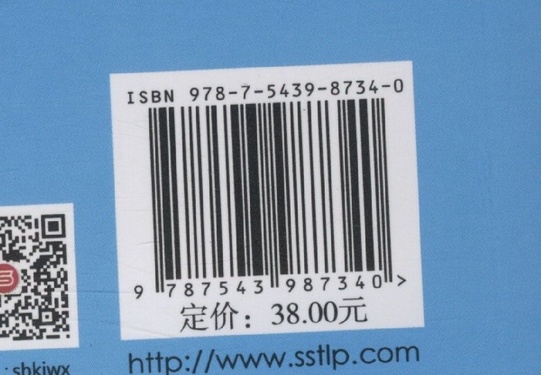 ISBN 978-7-5439-8734-0
9 787543 987340 >
定价：38.00元
http://www.sstlp.com
: shkjwx